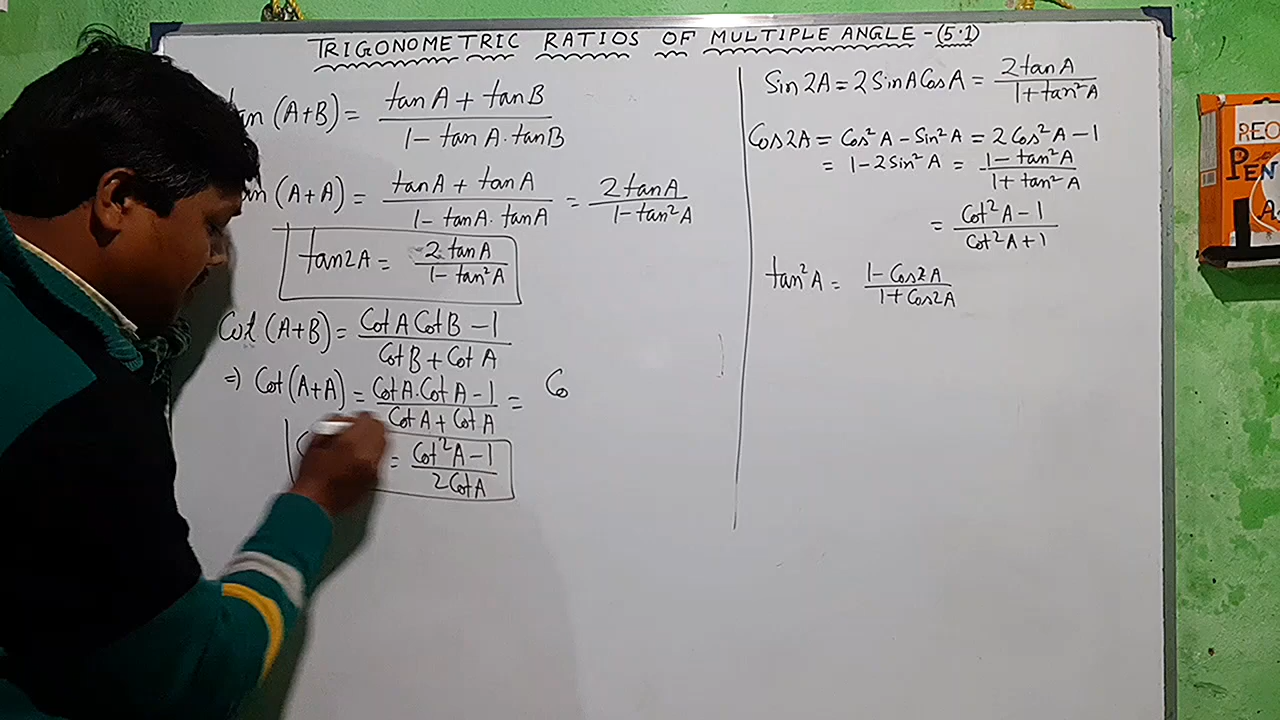 TRIGONOMETRIC RATIOS OF MULTIPLE ANGLE - (5.1)
tan (A+B) = (tan A + tan B) / (1 - tan A . tan B)
tan (A+A) = (tan A + tan A) / (1 - tan A . tan A) = 2 tan A / (1 - tan² A)
tan 2A = 2 tan A / (1 - tan² A)
Cot (A+B) = (Cot A Cot B - 1) / (Cot B + Cot A)
=) Cot (A+A) = (Cot A . Cot A - 1) / (Cot A + Cot A) = Co
= (Cot² A - 1) / (2 Cot A)
Sin 2A = 2 Sin A Cos A = 2 tan A / (1 + tan² A)
Cos 2A = Cos² A - Sin² A = 2 Cos² A - 1
= 1 - 2 Sin² A = (1 - tan² A) / (1 + tan² A)
= (Cot² A - 1) / (Cot² A + 1)
tan² A = (1 - Cos 2A) / (1 + Cos 2A)